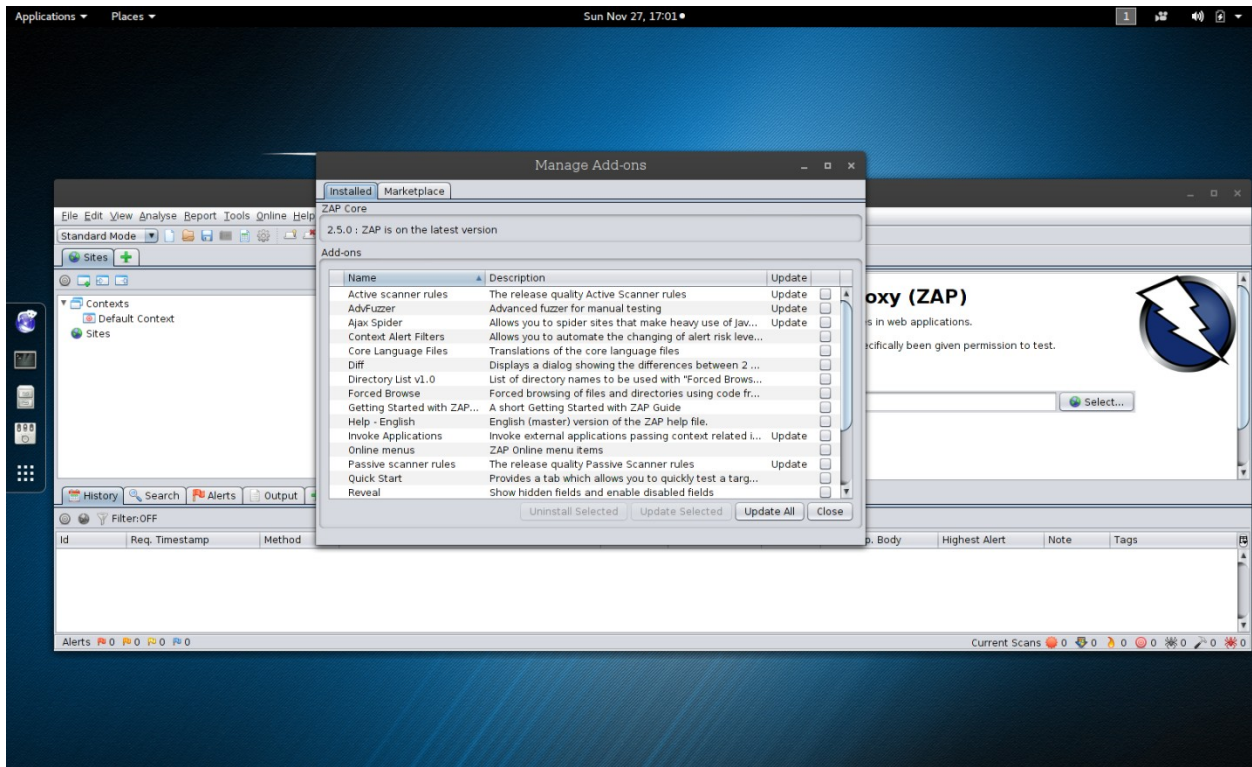 Applications Places Sun Nov 27, 17:01 1
Manage Add-ons
Installed Marketplace
ZAP Core
2.5.0 : ZAP is on the latest version
Add-ons
Name Description Update
Active scanner rules The release quality Active Scanner rules Update
AdvFuzzer Advanced fuzzer for manual testing Update
Ajax Spider Allows you to spider sites that make heavy use of Jav... Update
Context Alert Filters Allows you to automate the changing of alert risk leve...
Core Language Files Translations of the core language files
Diff Displays a dialog showing the differences between 2 ...
Directory List v1.0 List of directory names to be used with "Forced Brows...
Forced Browse Forced browsing of files and directories using code fr...
Getting Started with ZAP... A short Getting Started with ZAP Guide
Help - English English (master) version of the ZAP help file.
Invoke Applications Invoke external applications passing context related i... Update
Online menus ZAP Online menu items
Passive scanner rules The release quality Passive Scanner rules Update
Quick Start Provides a tab which allows you to quickly test a targ...
Reveal Show hidden fields and enable disabled fields
Uninstall Selected Update Selected Update All Close
File Edit View Analyse Report Tools Online Help
Standard Mode
Sites
Contexts
Default Context
Sites
oxy (ZAP)
s in web applications.
ecifically been given permission to test.
Select...
History Search Alerts Output
Filter:OFF
Id Req. Timestamp Method p. Body Highest Alert Note Tags
Alerts 0 0 0 0 Current Scans 0 0 0 0 0 0 0